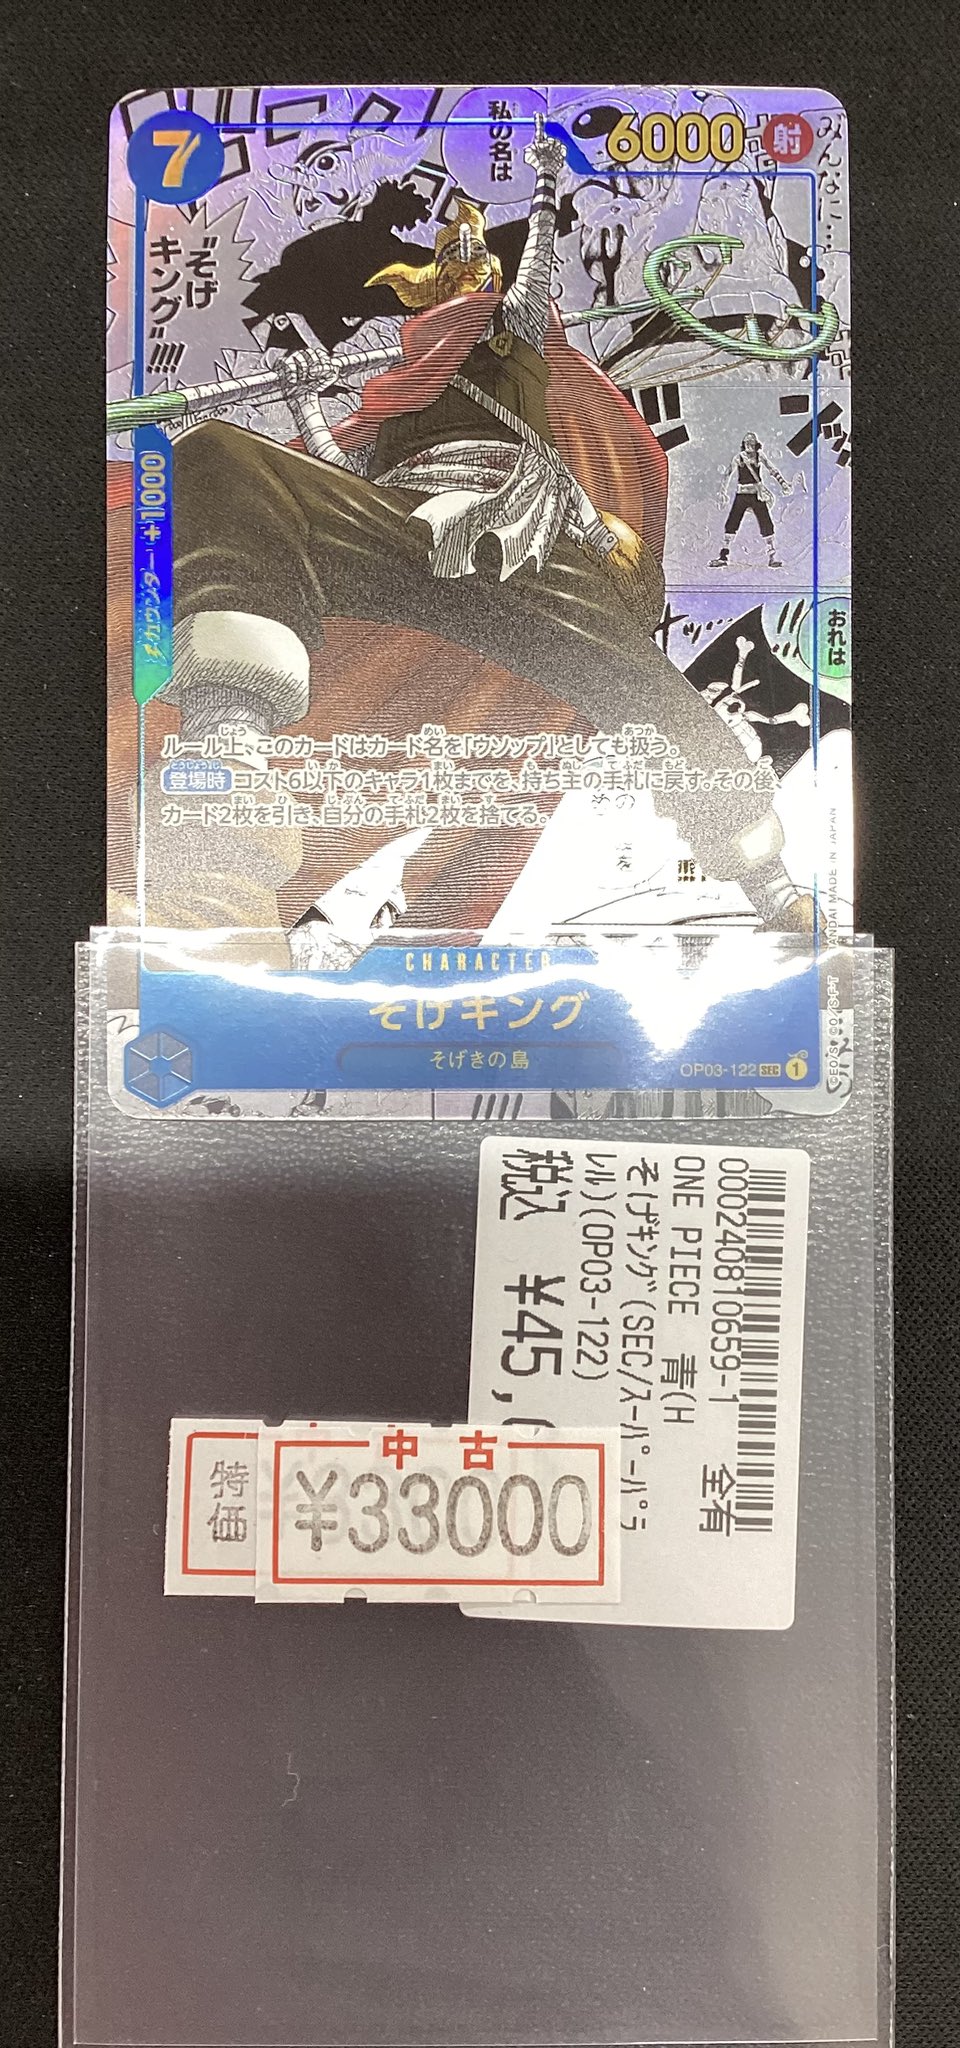 7
6000
射
私の名は
みんなに…
"そげ
キング"!!!!
ドン
おれは
カウンター +1000
ルール上、このカードはカード名を「ウソップ」としても扱う。
登場時 コスト6以下のキャラ1枚までを、持ち主の手札に戻す。その後、
カード2枚を引き、自分の手札2枚を捨てる。
CHARACTER
そげキング
そげきの島
OP03-122 SEC 1
000240810659-1
ONE PIECE 青(H 全有
そげｷﾝｸﾞ(SEC/ｽｰﾊﾟｰﾊﾟﾗ
ﾚﾙ)(OP03-122)
税込 ¥45,
特価
中古
¥33000